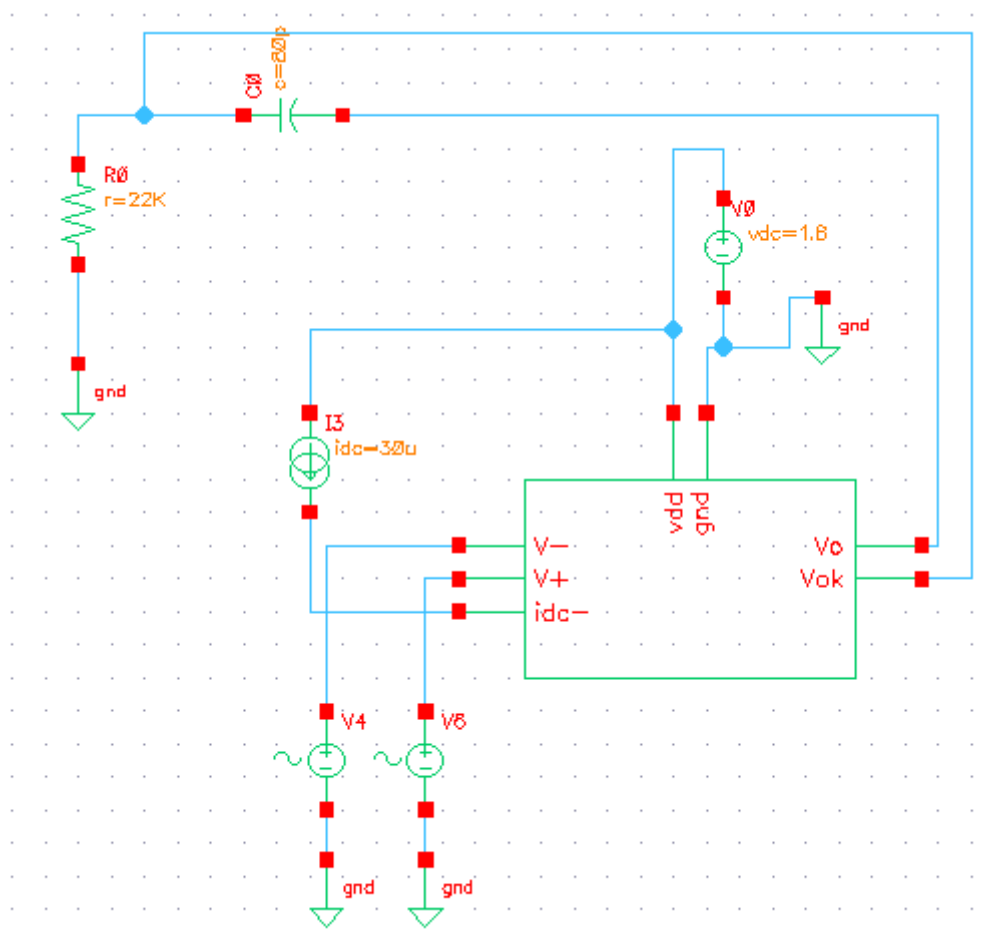 c=80p
C0
R0
r=22K
V0
vdc=1.8
gnd
gnd
I3
idc=30u
vdd
gnd
V-
V+
idc-
Vo
Vok
V4
V6
gnd
gnd